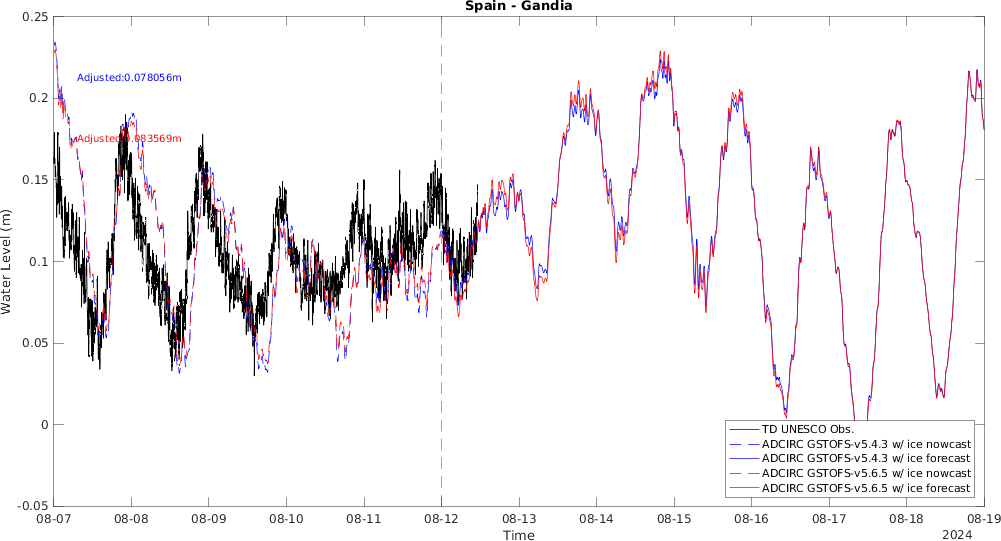 Spain - Gandia
0.25
0.2
0.15
0.1
0.05
0
-0.05
Water Level (m)
Adjusted:0.078056m
Adjusted:0.083569m
TD UNESCO Obs.
ADCIRC GSTOFS-v5.4.3 w/ ice nowcast
ADCIRC GSTOFS-v5.4.3 w/ ice forecast
ADCIRC GSTOFS-v5.6.5 w/ ice nowcast
ADCIRC GSTOFS-v5.6.5 w/ ice forecast
08-07 08-08 08-09 08-10 08-11 08-12 08-13 08-14 08-15 08-16 08-17 08-18 08-19
Time
2024